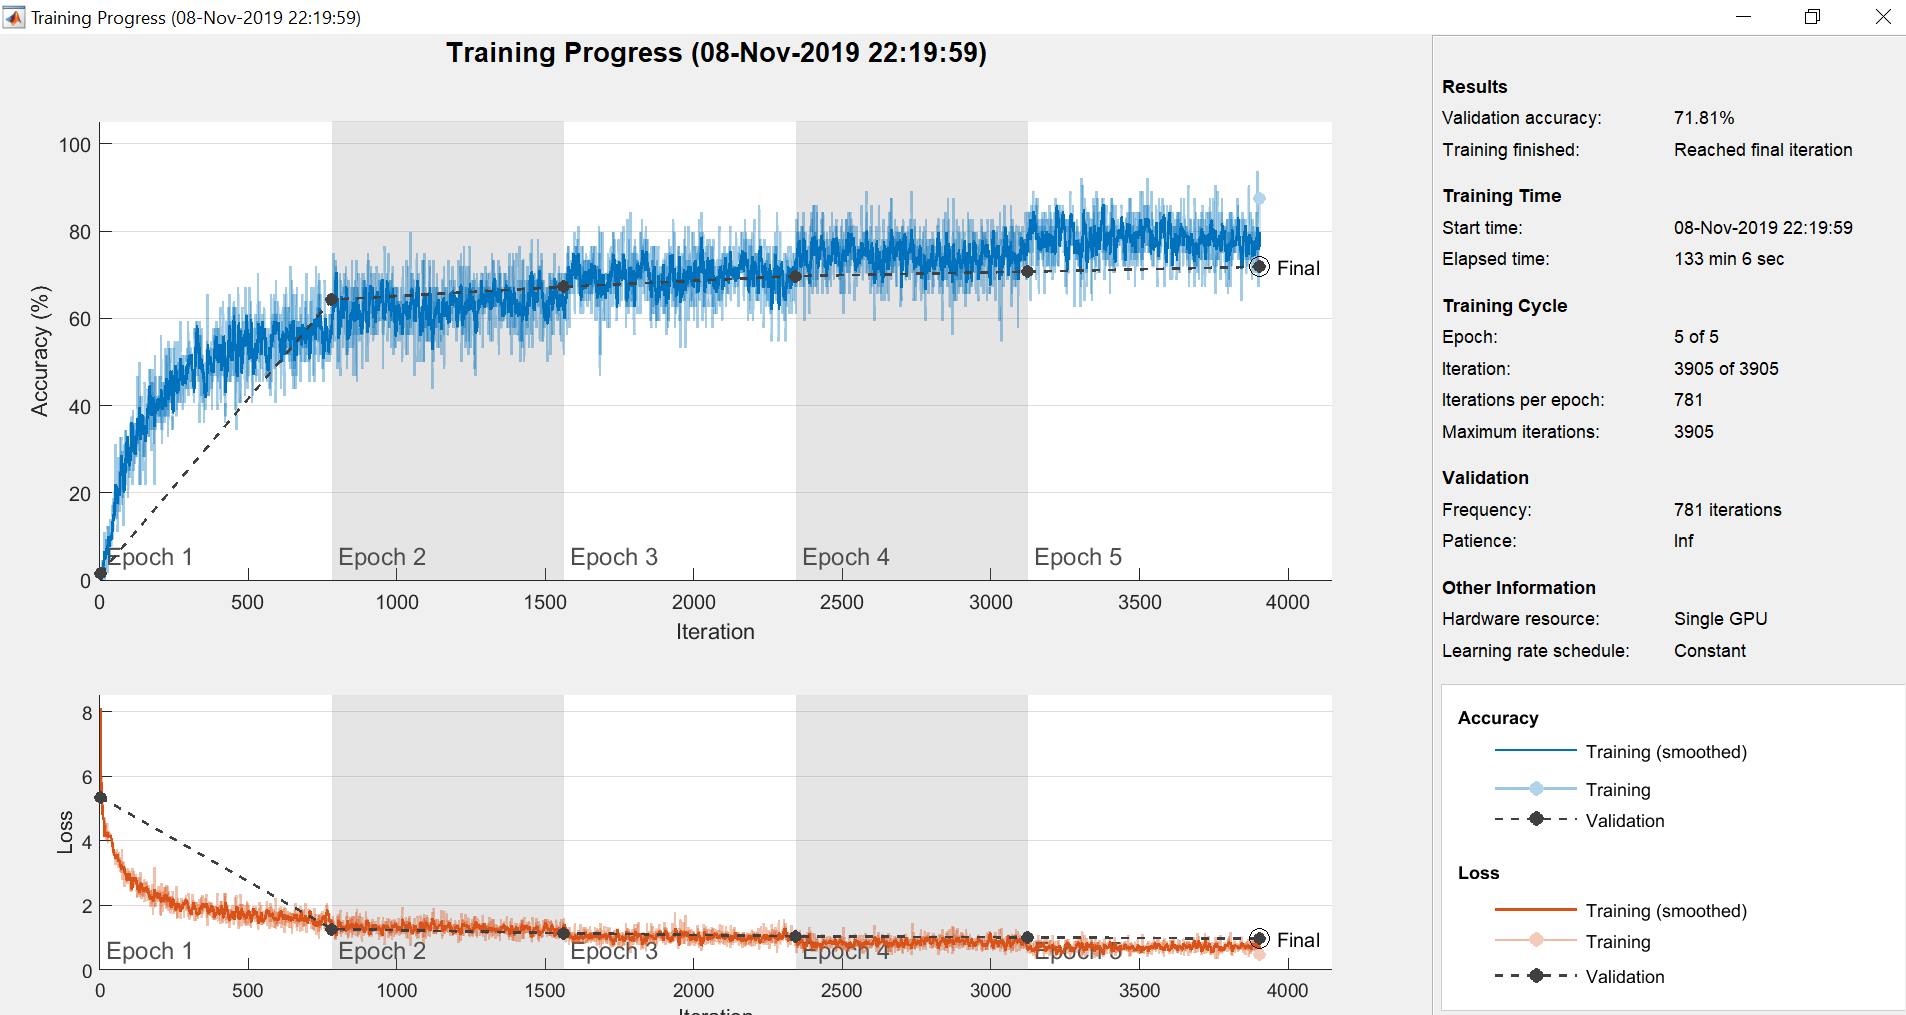 Training Progress (08-Nov-2019 22:19:59)
Training Progress (08-Nov-2019 22:19:59)
Accuracy (%)
100
80
60
40
20
0
Epoch 1
Epoch 2
Epoch 3
Epoch 4
Epoch 5
Final
0 500 1000 1500 2000 2500 3000 3500 4000
Iteration
Loss
8
6
4
2
0
Epoch 1
Epoch 2
Epoch 3
Epoch 4
Epoch 5
Final
0 500 1000 1500 2000 2500 3000 3500 4000
Iteration
Results
Validation accuracy: 71.81%
Training finished: Reached final iteration
Training Time
Start time: 08-Nov-2019 22:19:59
Elapsed time: 133 min 6 sec
Training Cycle
Epoch: 5 of 5
Iteration: 3905 of 3905
Iterations per epoch: 781
Maximum iterations: 3905
Validation
Frequency: 781 iterations
Patience: Inf
Other Information
Hardware resource: Single GPU
Learning rate schedule: Constant
Accuracy
Training (smoothed)
Training
Validation
Loss
Training (smoothed)
Training
Validation